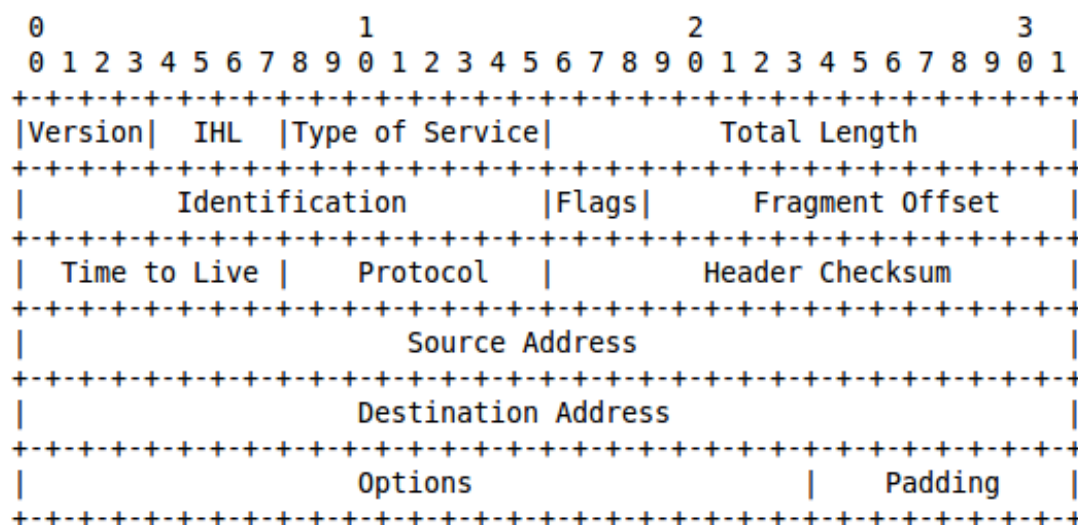 0                   1                   2                   3
 0 1 2 3 4 5 6 7 8 9 0 1 2 3 4 5 6 7 8 9 0 1 2 3 4 5 6 7 8 9 0 1
+-+-+-+-+-+-+-+-+-+-+-+-+-+-+-+-+-+-+-+-+-+-+-+-+-+-+-+-+-+-+-+-+
|Version|  IHL  |Type of Service|          Total Length         |
+-+-+-+-+-+-+-+-+-+-+-+-+-+-+-+-+-+-+-+-+-+-+-+-+-+-+-+-+-+-+-+-+
|         Identification        |Flags|      Fragment Offset    |
+-+-+-+-+-+-+-+-+-+-+-+-+-+-+-+-+-+-+-+-+-+-+-+-+-+-+-+-+-+-+-+-+
|  Time to Live |    Protocol   |         Header Checksum       |
+-+-+-+-+-+-+-+-+-+-+-+-+-+-+-+-+-+-+-+-+-+-+-+-+-+-+-+-+-+-+-+-+
|                       Source Address                          |
+-+-+-+-+-+-+-+-+-+-+-+-+-+-+-+-+-+-+-+-+-+-+-+-+-+-+-+-+-+-+-+-+
|                    Destination Address                        |
+-+-+-+-+-+-+-+-+-+-+-+-+-+-+-+-+-+-+-+-+-+-+-+-+-+-+-+-+-+-+-+-+
|                    Options                    |    Padding    |
+-+-+-+-+-+-+-+-+-+-+-+-+-+-+-+-+-+-+-+-+-+-+-+-+-+-+-+-+-+-+-+-+